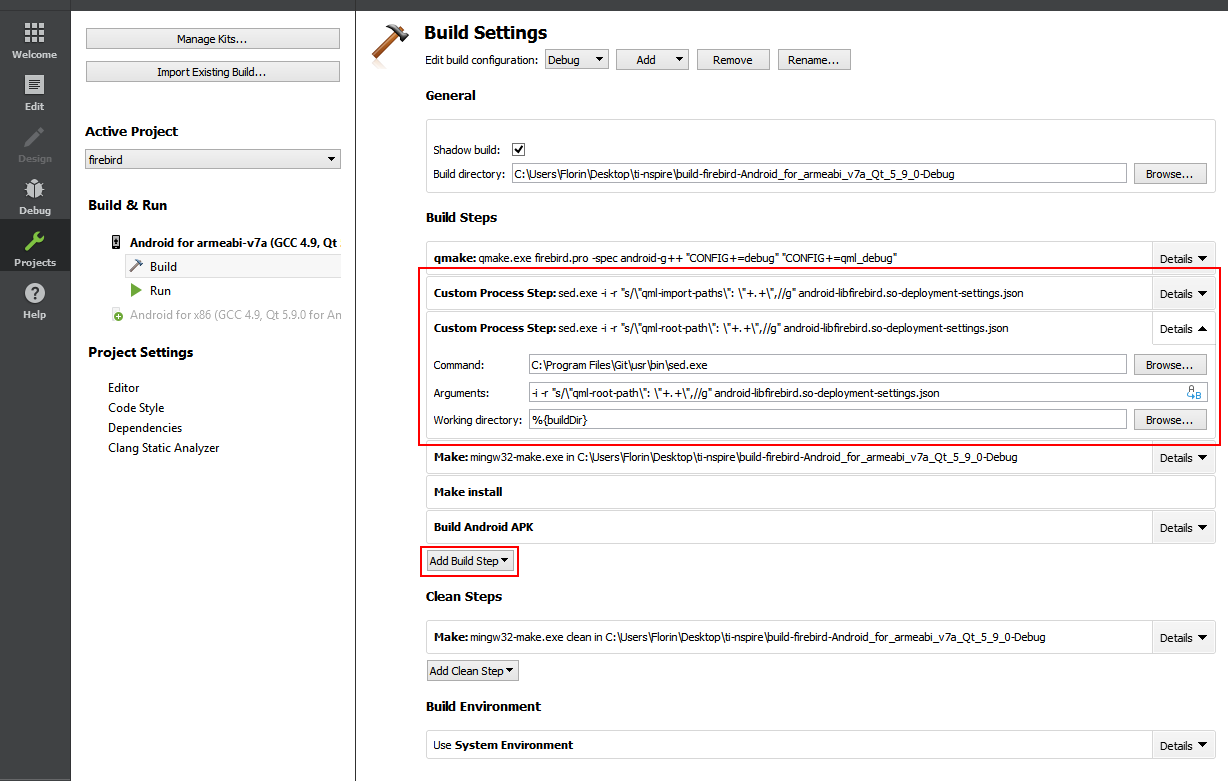 Welcome
Edit
Design
Debug
Projects
Help
Manage Kits...
Import Existing Build...
Active Project
firebird
Build & Run
Android for armeabi-v7a (GCC 4.9, Qt 5
Build
Run
Android for x86 (GCC 4.9, Qt 5.9.0 for An
Project Settings
Editor
Code Style
Dependencies
Clang Static Analyzer
Build Settings
Edit build configuration: Debug Add Remove Rename...
General
Shadow build:
Build directory: C:\Users\Florin\Desktop\ti-nspire\build-firebird-Android_for_armeabi_v7a_Qt_5_9_0-Debug Browse...
Build Steps
qmake: qmake.exe firebird.pro -spec android-g++ "CONFIG+=debug" "CONFIG+=qml_debug" Details
Custom Process Step: sed.exe -i -r "s/\"qml-import-paths\": \"+.+\",//g" android-libfirebird.so-deployment-settings.json Details
Custom Process Step: sed.exe -i -r "s/\"qml-root-path\": \"+.+\",//g" android-libfirebird.so-deployment-settings.json Details
Command: C:\Program Files\Git\usr\bin\sed.exe Browse...
Arguments: -i -r "s/\"qml-root-path\": \"+.+\",//g" android-libfirebird.so-deployment-settings.json
Working directory: %{buildDir} Browse...
Make: mingw32-make.exe in C:\Users\Florin\Desktop\ti-nspire\build-firebird-Android_for_armeabi_v7a_Qt_5_9_0-Debug Details
Make install
Build Android APK Details
Add Build Step
Clean Steps
Make: mingw32-make.exe clean in C:\Users\Florin\Desktop\ti-nspire\build-firebird-Android_for_armeabi_v7a_Qt_5_9_0-Debug Details
Add Clean Step
Build Environment
Use System Environment Details